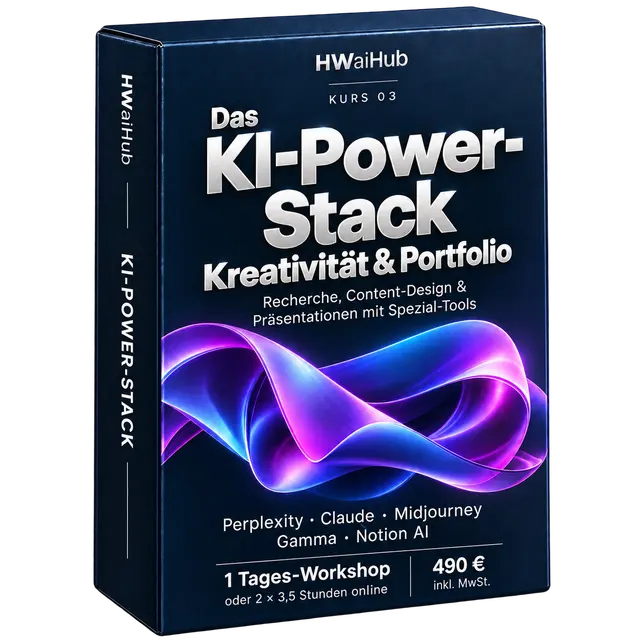 HWaiHub
KI-POWER-STACK
HWaiHub
KURS 03
Das
KI-Power-
Stack
Kreativität & Portfolio
Recherche, Content-Design &
Präsentationen mit Spezial-Tools
Perplexity · Claude · Midjourney
Gamma · Notion AI
1 Tages-Workshop
oder 2 × 3,5 Stunden online
490 €
inkl. MwSt.